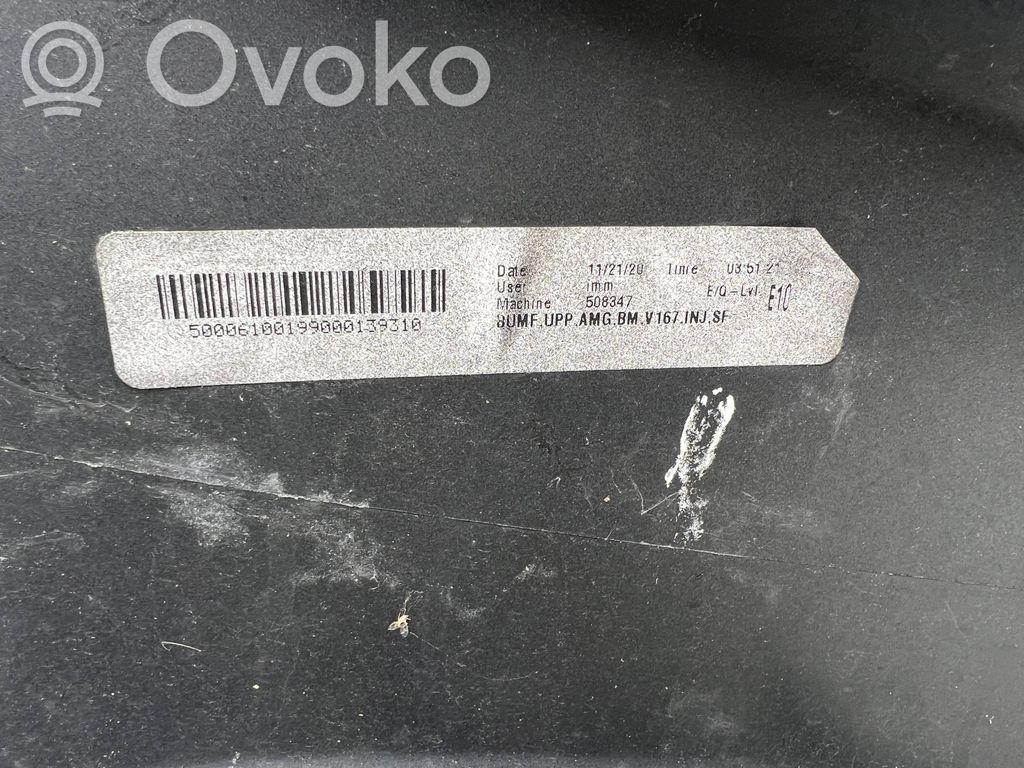 Ovoko
Date 11/21/20 Time 03:51:21
User imm E/Q-Lvl E10
Machine 508347
BUMF.UPP.AMG.BM.V167.INJ.SF
50006100199000139310